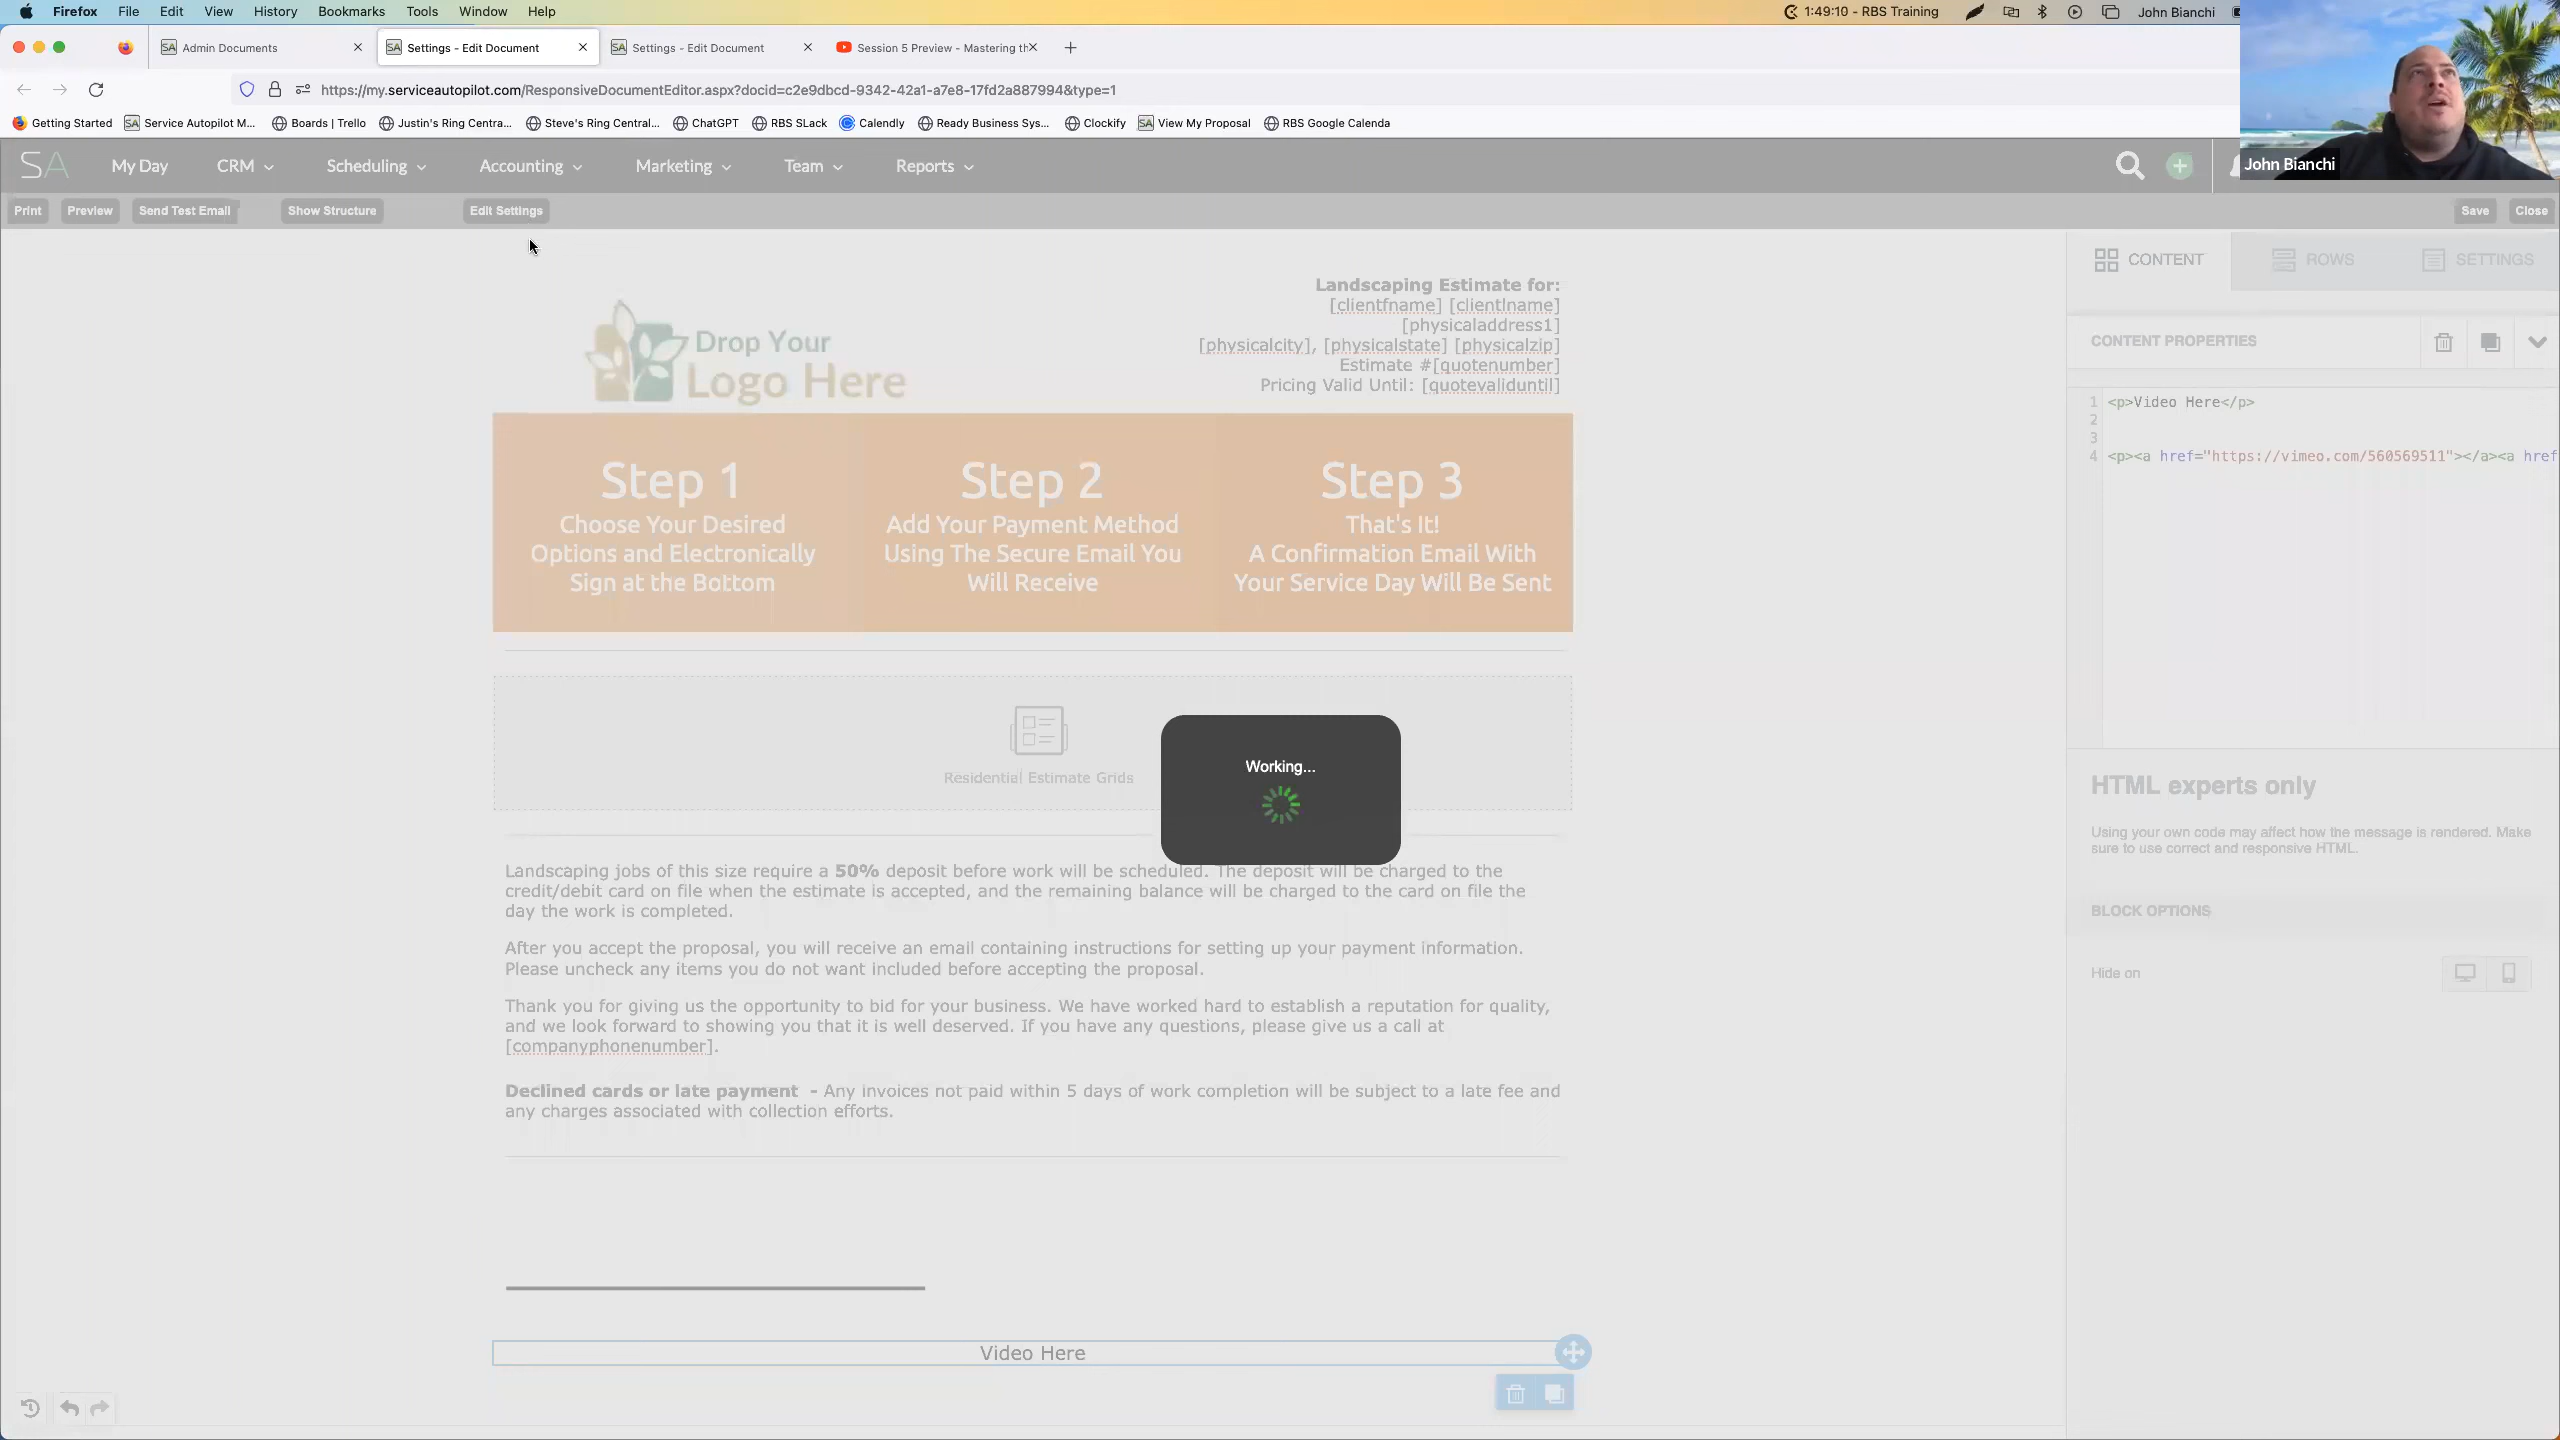 Firefox File Edit View History Bookmarks Tools Window Help
1:49:10 - RBS Training
John Bianchi
Admin Documents
Settings - Edit Document
Settings - Edit Document
Session 5 Preview - Mastering th
https://my.serviceautopilot.com/ResponsiveDocumentEditor.aspx?docid=c2e9dbcd-9342-42a1-a7e8-17fd2a887994&type=1
Getting Started
Service Autopilot M...
Boards | Trello
Justin's Ring Centra...
Steve's Ring Central...
ChatGPT
RBS SLack
Calendly
Ready Business Sys...
Clockify
View My Proposal
RBS Google Calenda
John Bianchi
SA My Day CRM Scheduling Accounting Marketing Team Reports
Print Preview Send Test Email Show Structure Edit Settings Save Close
Drop Your
Logo Here
Landscaping Estimate for:
[clientfname] [clientlname]
[physicaladdress1]
[physicalcity], [physicalstate] [physicalzip]
Estimate #[quotenumber]
Pricing Valid Until: [quotevaliduntil]
Step 1
Choose Your Desired
Options and Electronically
Sign at the Bottom
Step 2
Add Your Payment Method
Using The Secure Email You
Will Receive
Step 3
That's It!
A Confirmation Email With
Your Service Day Will Be Sent
Residential Estimate Grids
Working...
Landscaping jobs of this size require a 50% deposit before work will be scheduled. The deposit will be charged to the
credit/debit card on file when the estimate is accepted, and the remaining balance will be charged to the card on file the
day the work is completed.
After you accept the proposal, you will receive an email containing instructions for setting up your payment information.
Please uncheck any items you do not want included before accepting the proposal.
Thank you for giving us the opportunity to bid for your business. We have worked hard to establish a reputation for quality,
and we look forward to showing you that it is well deserved. If you have any questions, please give us a call at
[companyphonenumber].
Declined cards or late payment - Any invoices not paid within 5 days of work completion will be subject to a late fee and
any charges associated with collection efforts.
Video Here
CONTENT ROWS SETTINGS
CONTENT PROPERTIES
1 <p>Video Here</p>
2
3
4 <p><a href="https://vimeo.com/560569511"></a><a href
HTML experts only
Using your own code may affect how the message is rendered. Make
sure to use correct and responsive HTML.
BLOCK OPTIONS
Hide on